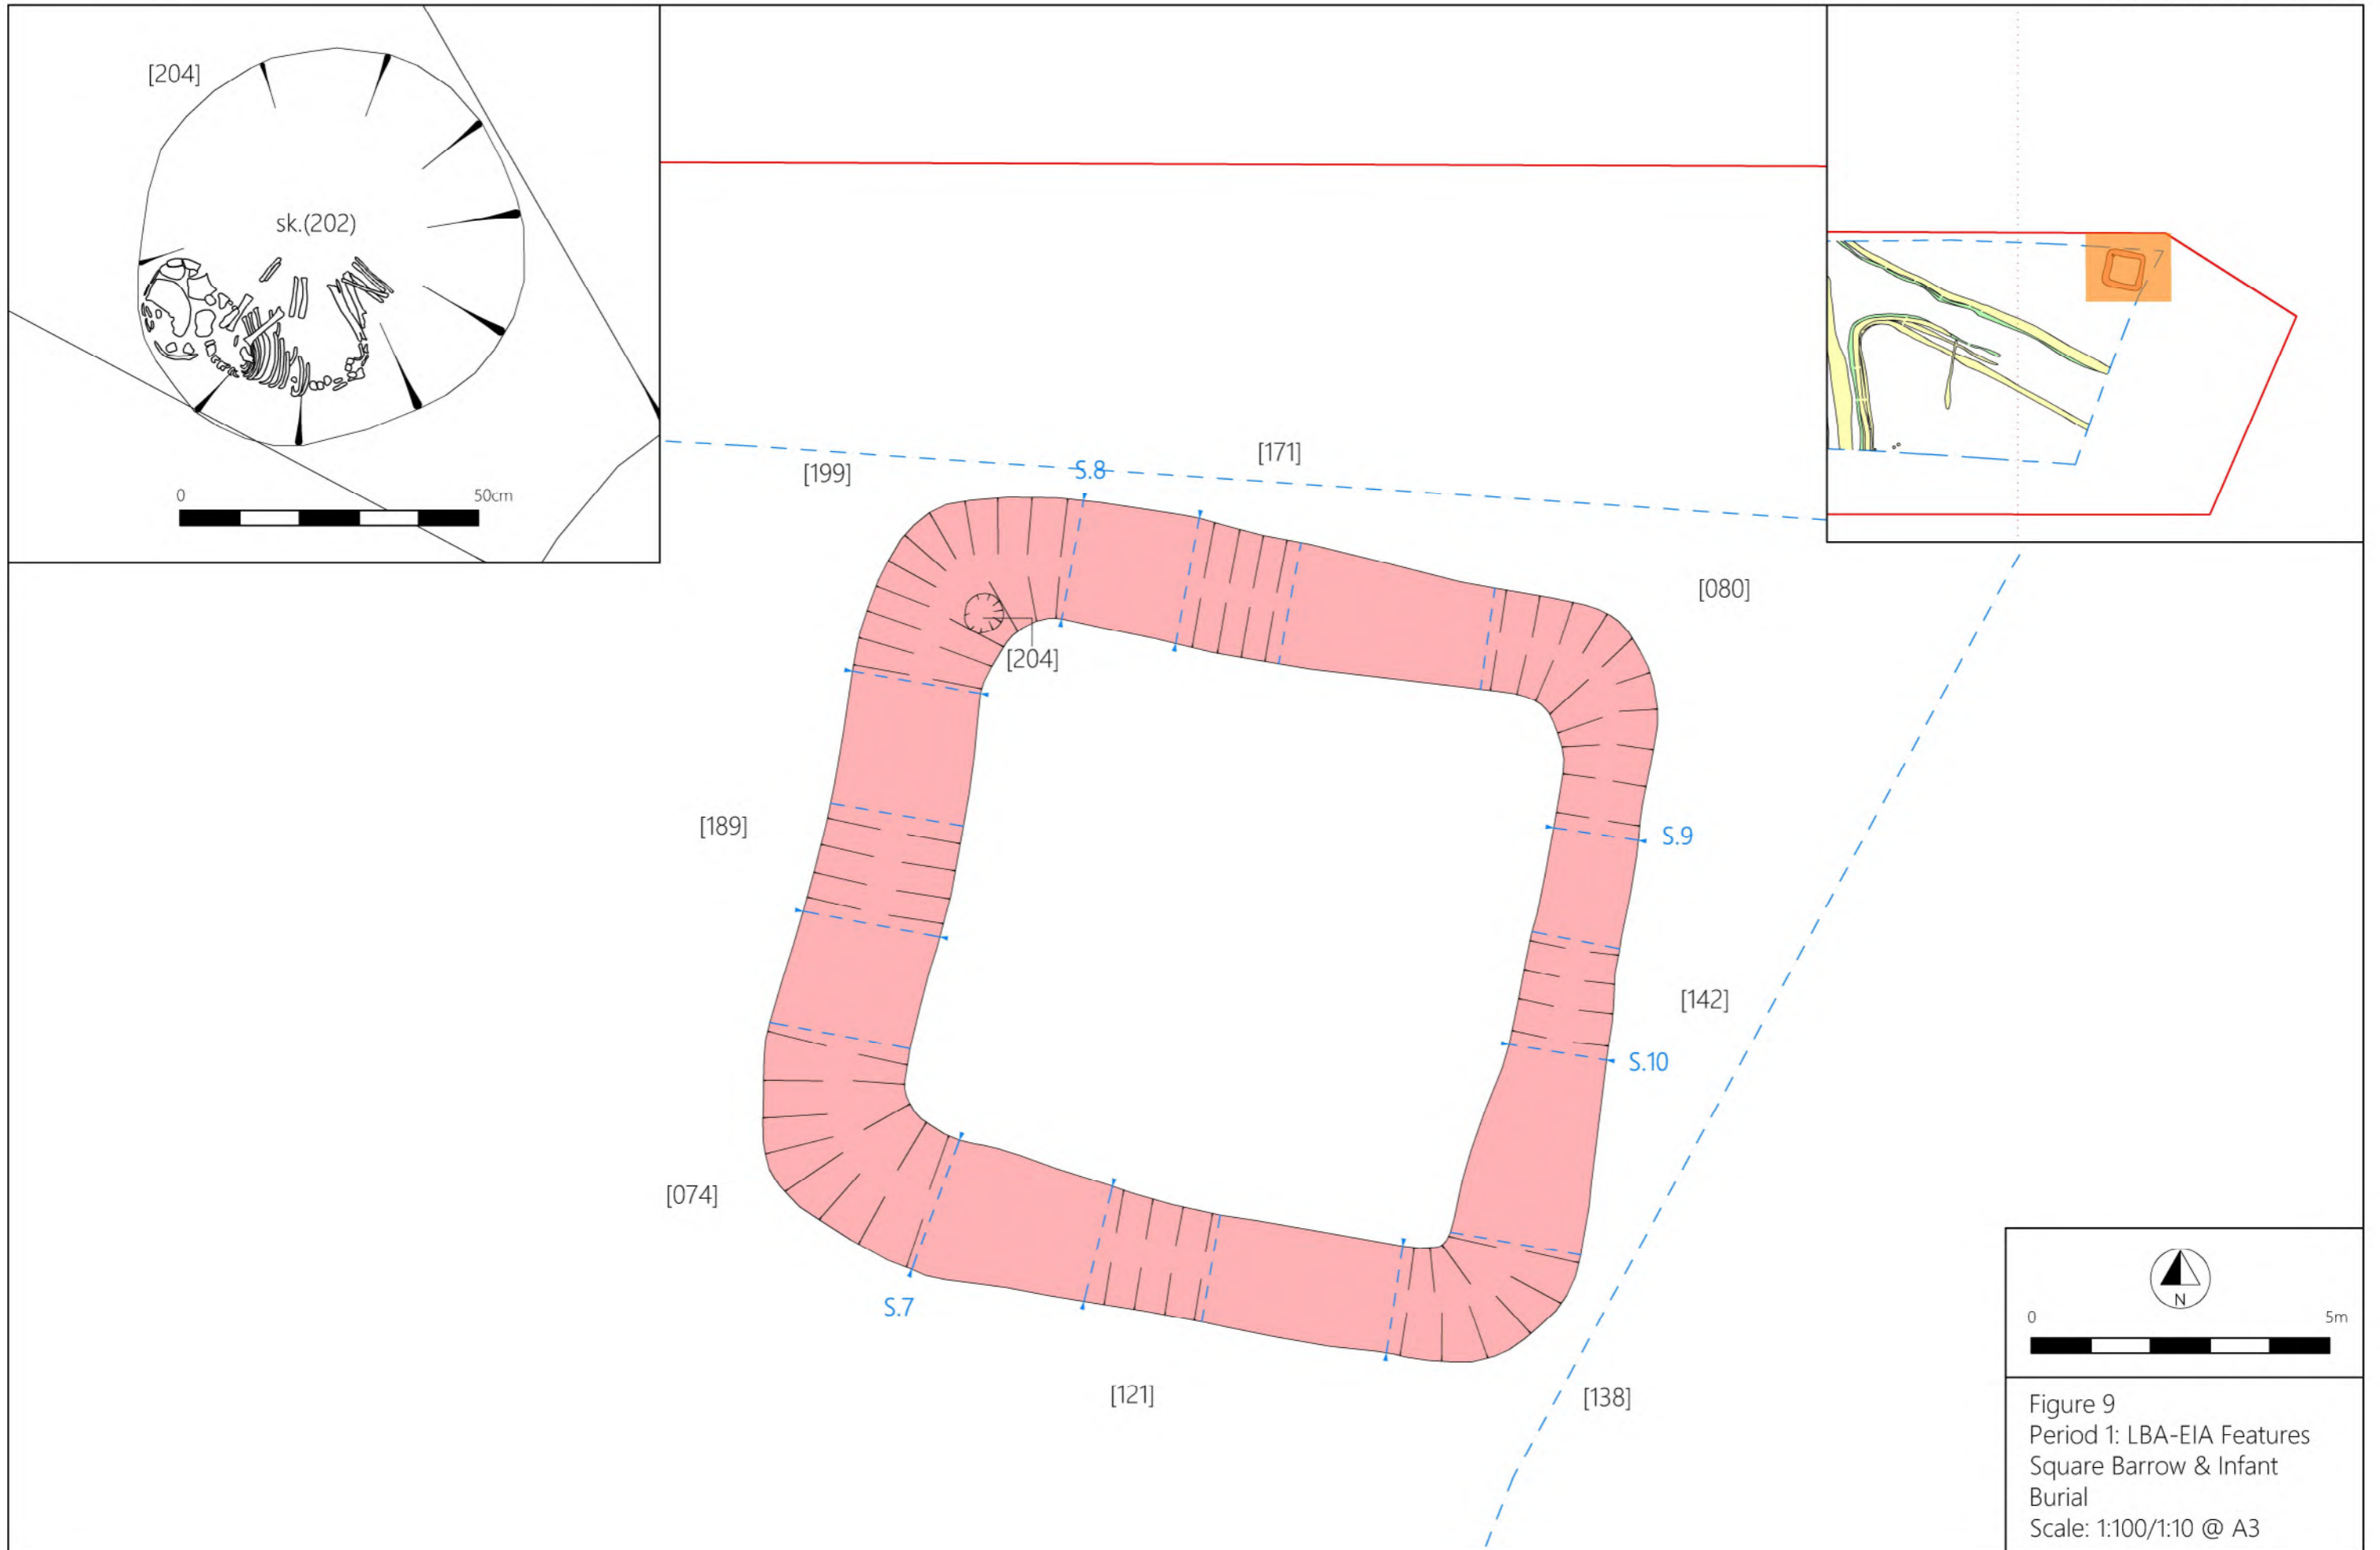 [204]
sk.(202)
0 50cm
7
[199]
S.8
[171]
[080]
[204]
[189]
S.9
[142]
S.10
[074]
S.7
[121]
[138]
N
0 5m
Figure 9
Period 1: LBA-EIA Features
Square Barrow & Infant
Burial
Scale: 1:100/1:10 @ A3